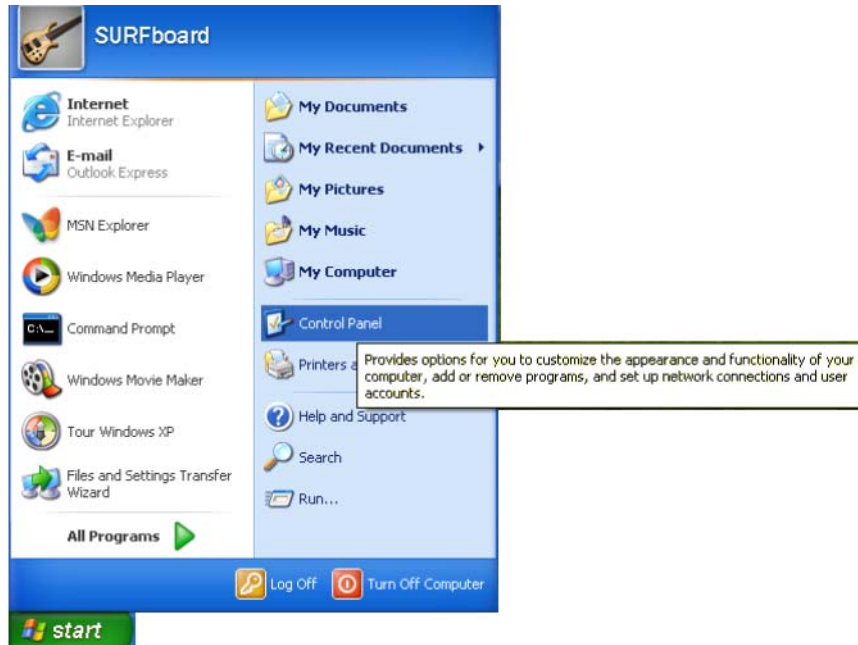 SURFboard
Internet
Internet Explorer
E-mail
Outlook Express
MSN Explorer
Windows Media Player
C:\_
Command Prompt
Windows Movie Maker
Tour Windows XP
Files and Settings Transfer
Wizard
All Programs
My Documents
My Recent Documents
My Pictures
My Music
My Computer
Control Panel
Printers a
Provides options for you to customize the appearance and functionality of your
computer, add or remove programs, and set up network connections and user
accounts.
Help and Support
Search
Run...
Log Off
Turn Off Computer
start